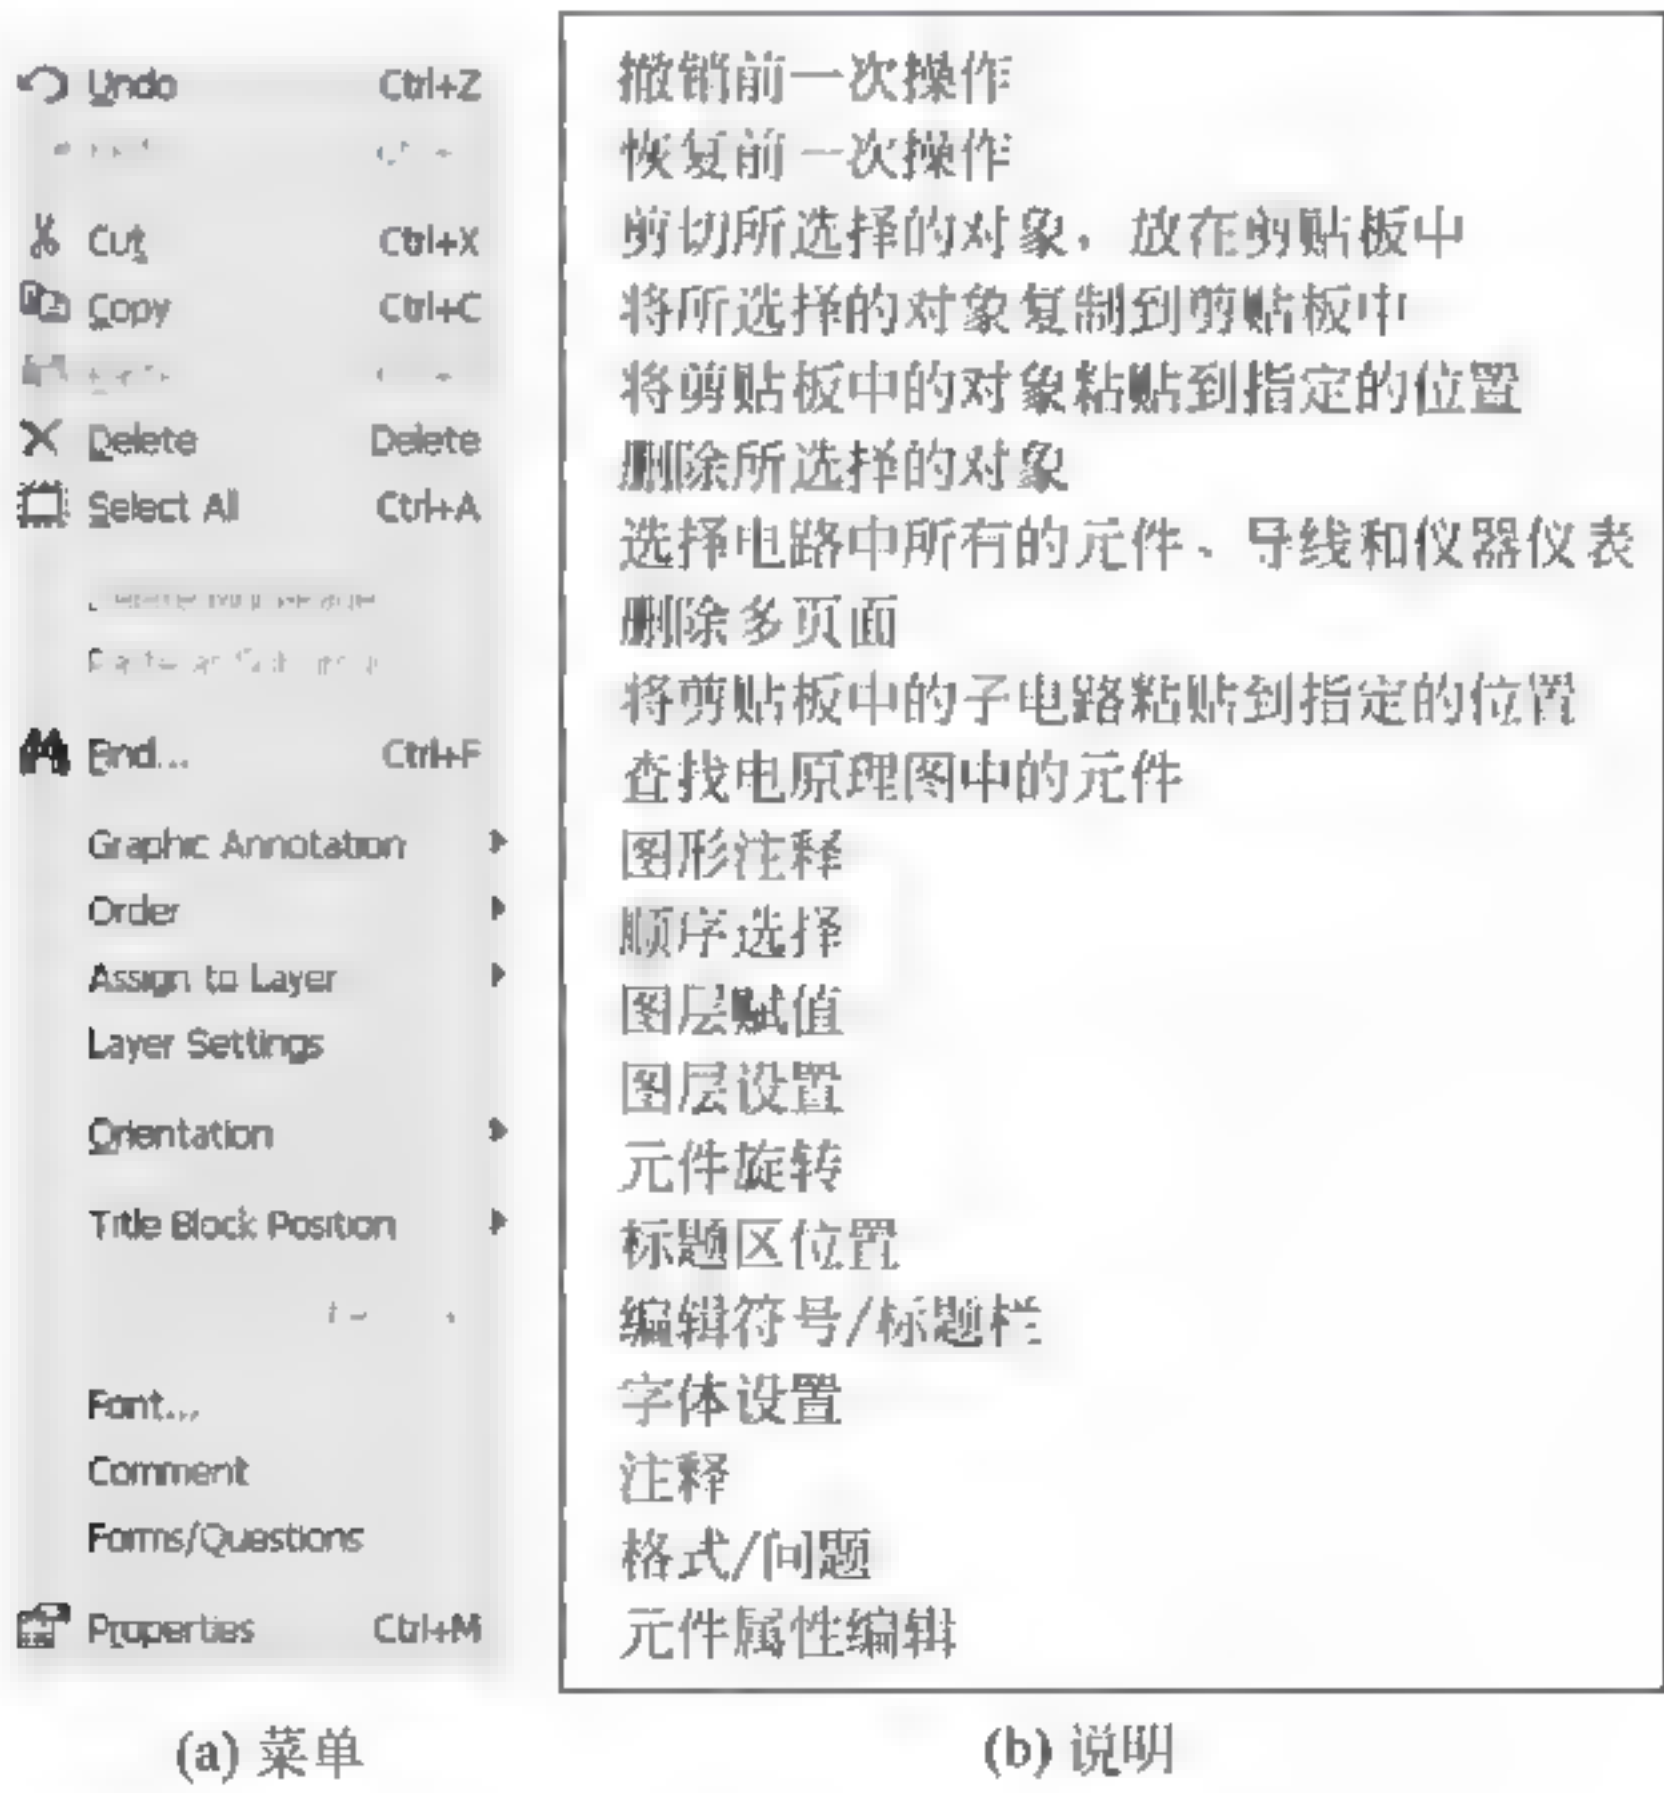 Undo Ctrl+Z
Cut Ctrl+X
Copy Ctrl+C
Delete Delete
Select All Ctrl+A
Find... Ctrl+F
Graphic Annotation
Order
Assign to Layer
Layer Settings
Orientation
Title Block Position
Font...
Comment
Forms/Questions
Properties Ctrl+M
(a) 菜单
撤销前一次操作
恢复前一次操作
剪切所选择的对象，放在剪贴板中
将所选择的对象复制到剪贴板中
将剪贴板中的对象粘贴到指定的位置
删除所选择的对象
选择电路中所有的元件、导线和仪器仪表
删除多页面
将剪贴板中的子电路粘贴到指定的位置
查找电原理图中的元件
图形注释
顺序选择
图层赋值
图层设置
元件旋转
标题区位置
编辑符号/标题栏
字体设置
注释
格式/问题
元件属性编辑
(b) 说明